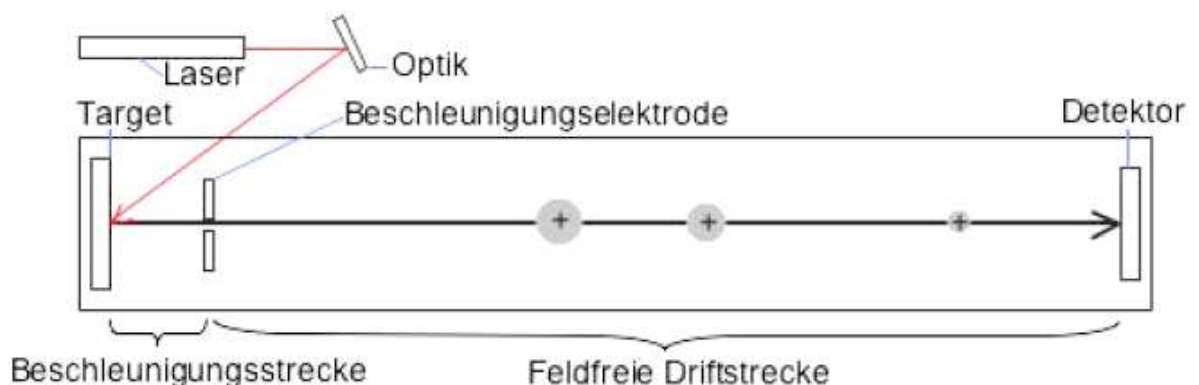 Laser
Optik
Target
Beschleunigungselektrode
Detektor
+ + +
Beschleunigungsstrecke
Feldfreie Driftstrecke